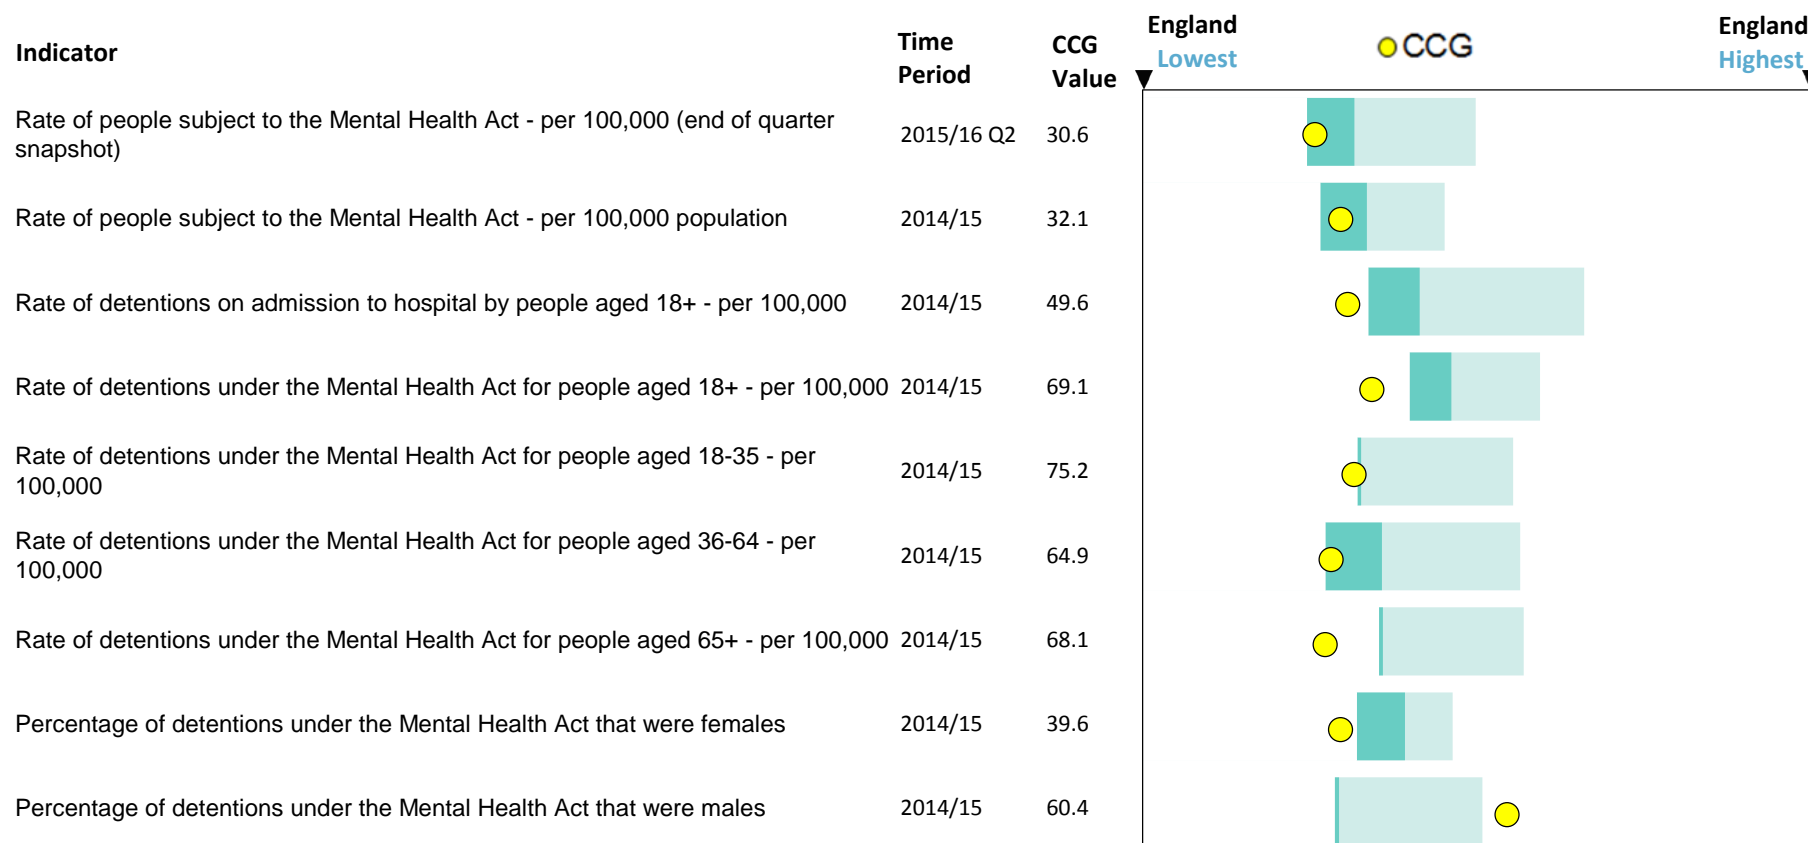 Indicator
Time
Period
CCG
Value
England
Lowest
CCG
England
Highest
Rate of people subject to the Mental Health Act - per 100,000 (end of quarter
snapshot)
2015/16 Q2 30.6
Rate of people subject to the Mental Health Act - per 100,000 population 2014/15 32.1
Rate of detentions on admission to hospital by people aged 18+ - per 100,000 2014/15 49.6
Rate of detentions under the Mental Health Act for people aged 18+ - per 100,000 2014/15 69.1
Rate of detentions under the Mental Health Act for people aged 18-35 - per
100,000
2014/15 75.2
Rate of detentions under the Mental Health Act for people aged 36-64 - per
100,000
2014/15 64.9
Rate of detentions under the Mental Health Act for people aged 65+ - per 100,000 2014/15 68.1
Percentage of detentions under the Mental Health Act that were females 2014/15 39.6
Percentage of detentions under the Mental Health Act that were males 2014/15 60.4